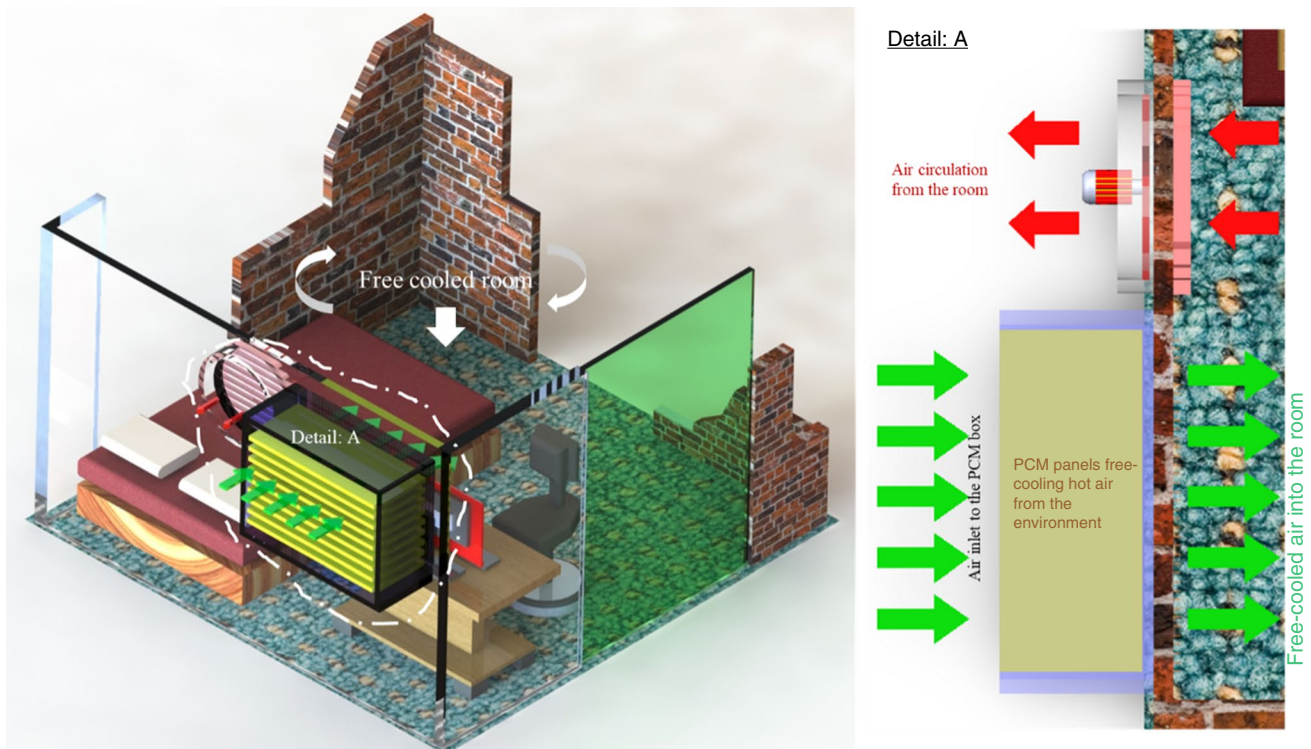 Free cooled room
Detail: A
Detail: A
Air circulation
from the room
Air inlet to the PCM box
PCM panels free-
cooling hot air
from the
environment
Free-cooled air into the room